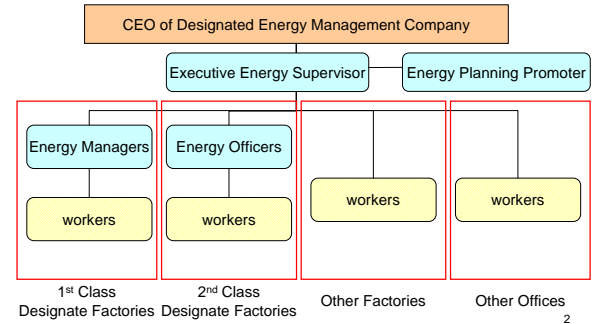 CEO of Designated Energy Management Company
Executive Energy Supervisor
Energy Planning Promoter
Energy Managers
Energy Officers
workers
workers
workers
workers
1st Class
Designate Factories
2nd Class
Designate Factories
Other Factories
Other Offices
2